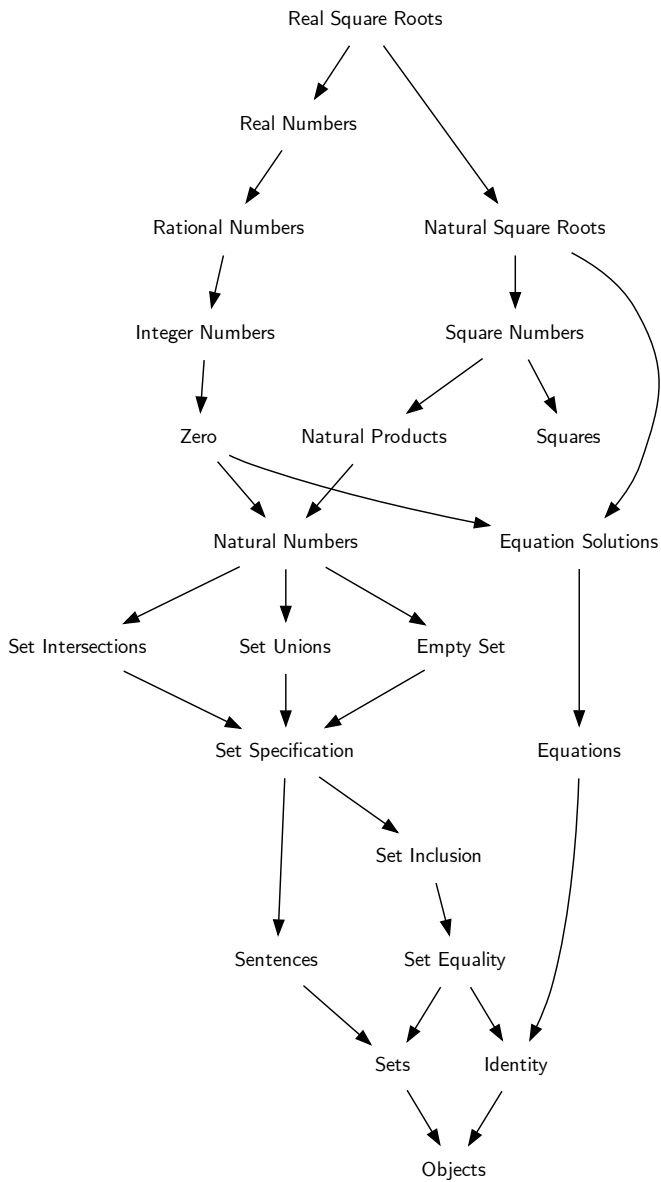 Real Square Roots
Real Numbers
Rational Numbers
Natural Square Roots
Integer Numbers
Square Numbers
Zero
Natural Products
Squares
Natural Numbers
Equation Solutions
Set Intersections
Set Unions
Empty Set
Set Specification
Equations
Set Inclusion
Sentences
Set Equality
Sets
Identity
Objects